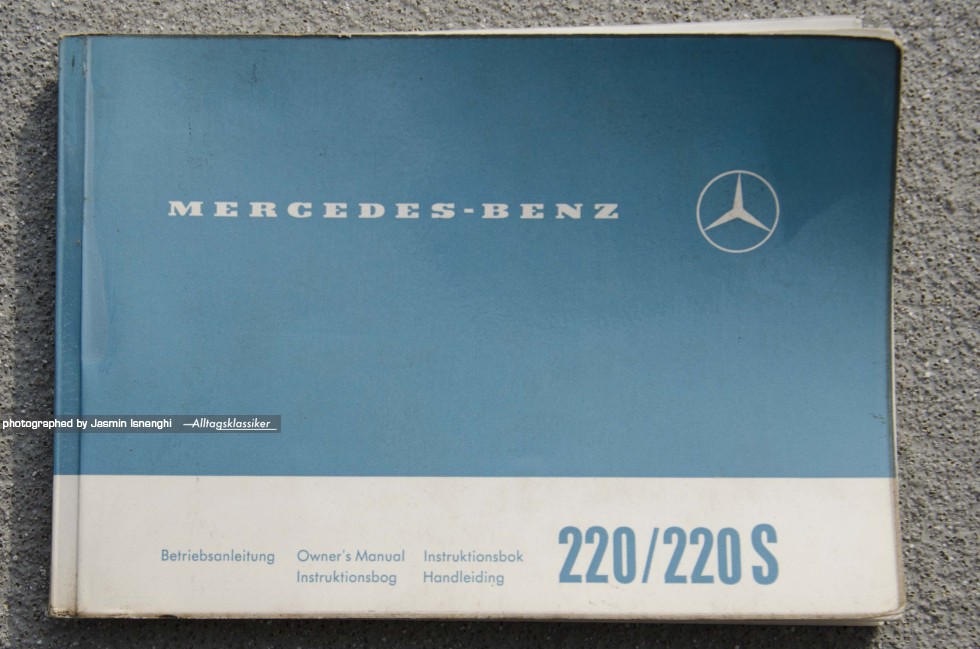 MERCEDES-BENZ
photographed by Jasmin Isnenghi —Alltagsklassiker
Betriebsanleitung Owner's Manual Instruktionsbok
Instruktionsbog Handleiding
220/220 S